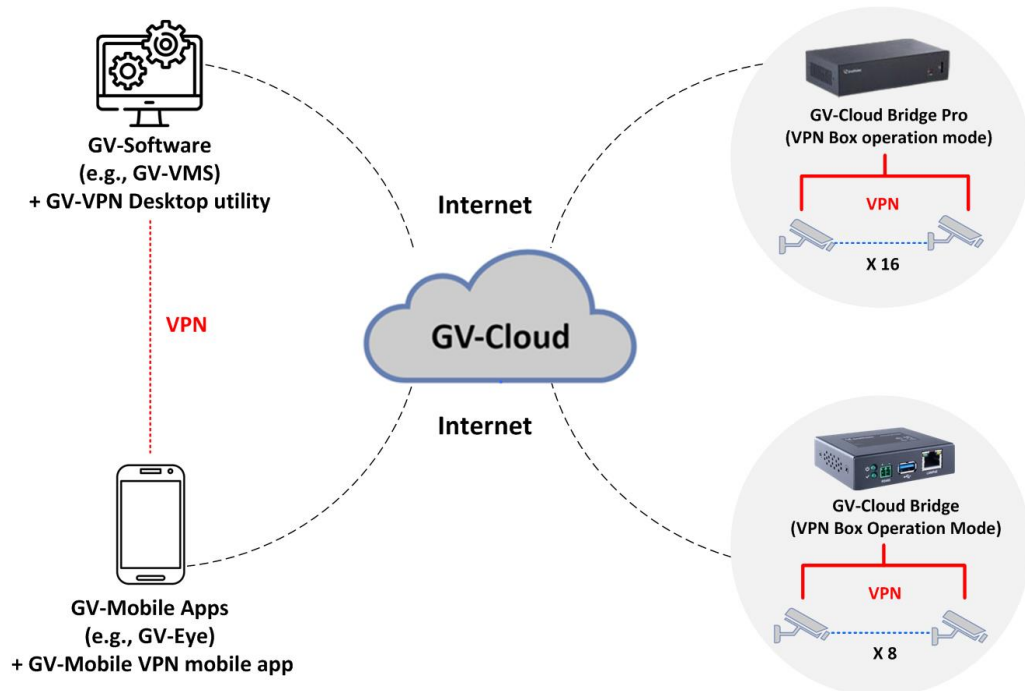 GV-Software
(e.g., GV-VMS)
+ GV-VPN Desktop utility
VPN
GV-Mobile Apps
(e.g., GV-Eye)
+ GV-Mobile VPN mobile app
Internet
GV-Cloud
Internet
GV-Cloud Bridge Pro
(VPN Box operation mode)
VPN
X 16
GV-Cloud Bridge
(VPN Box Operation Mode)
VPN
X 8